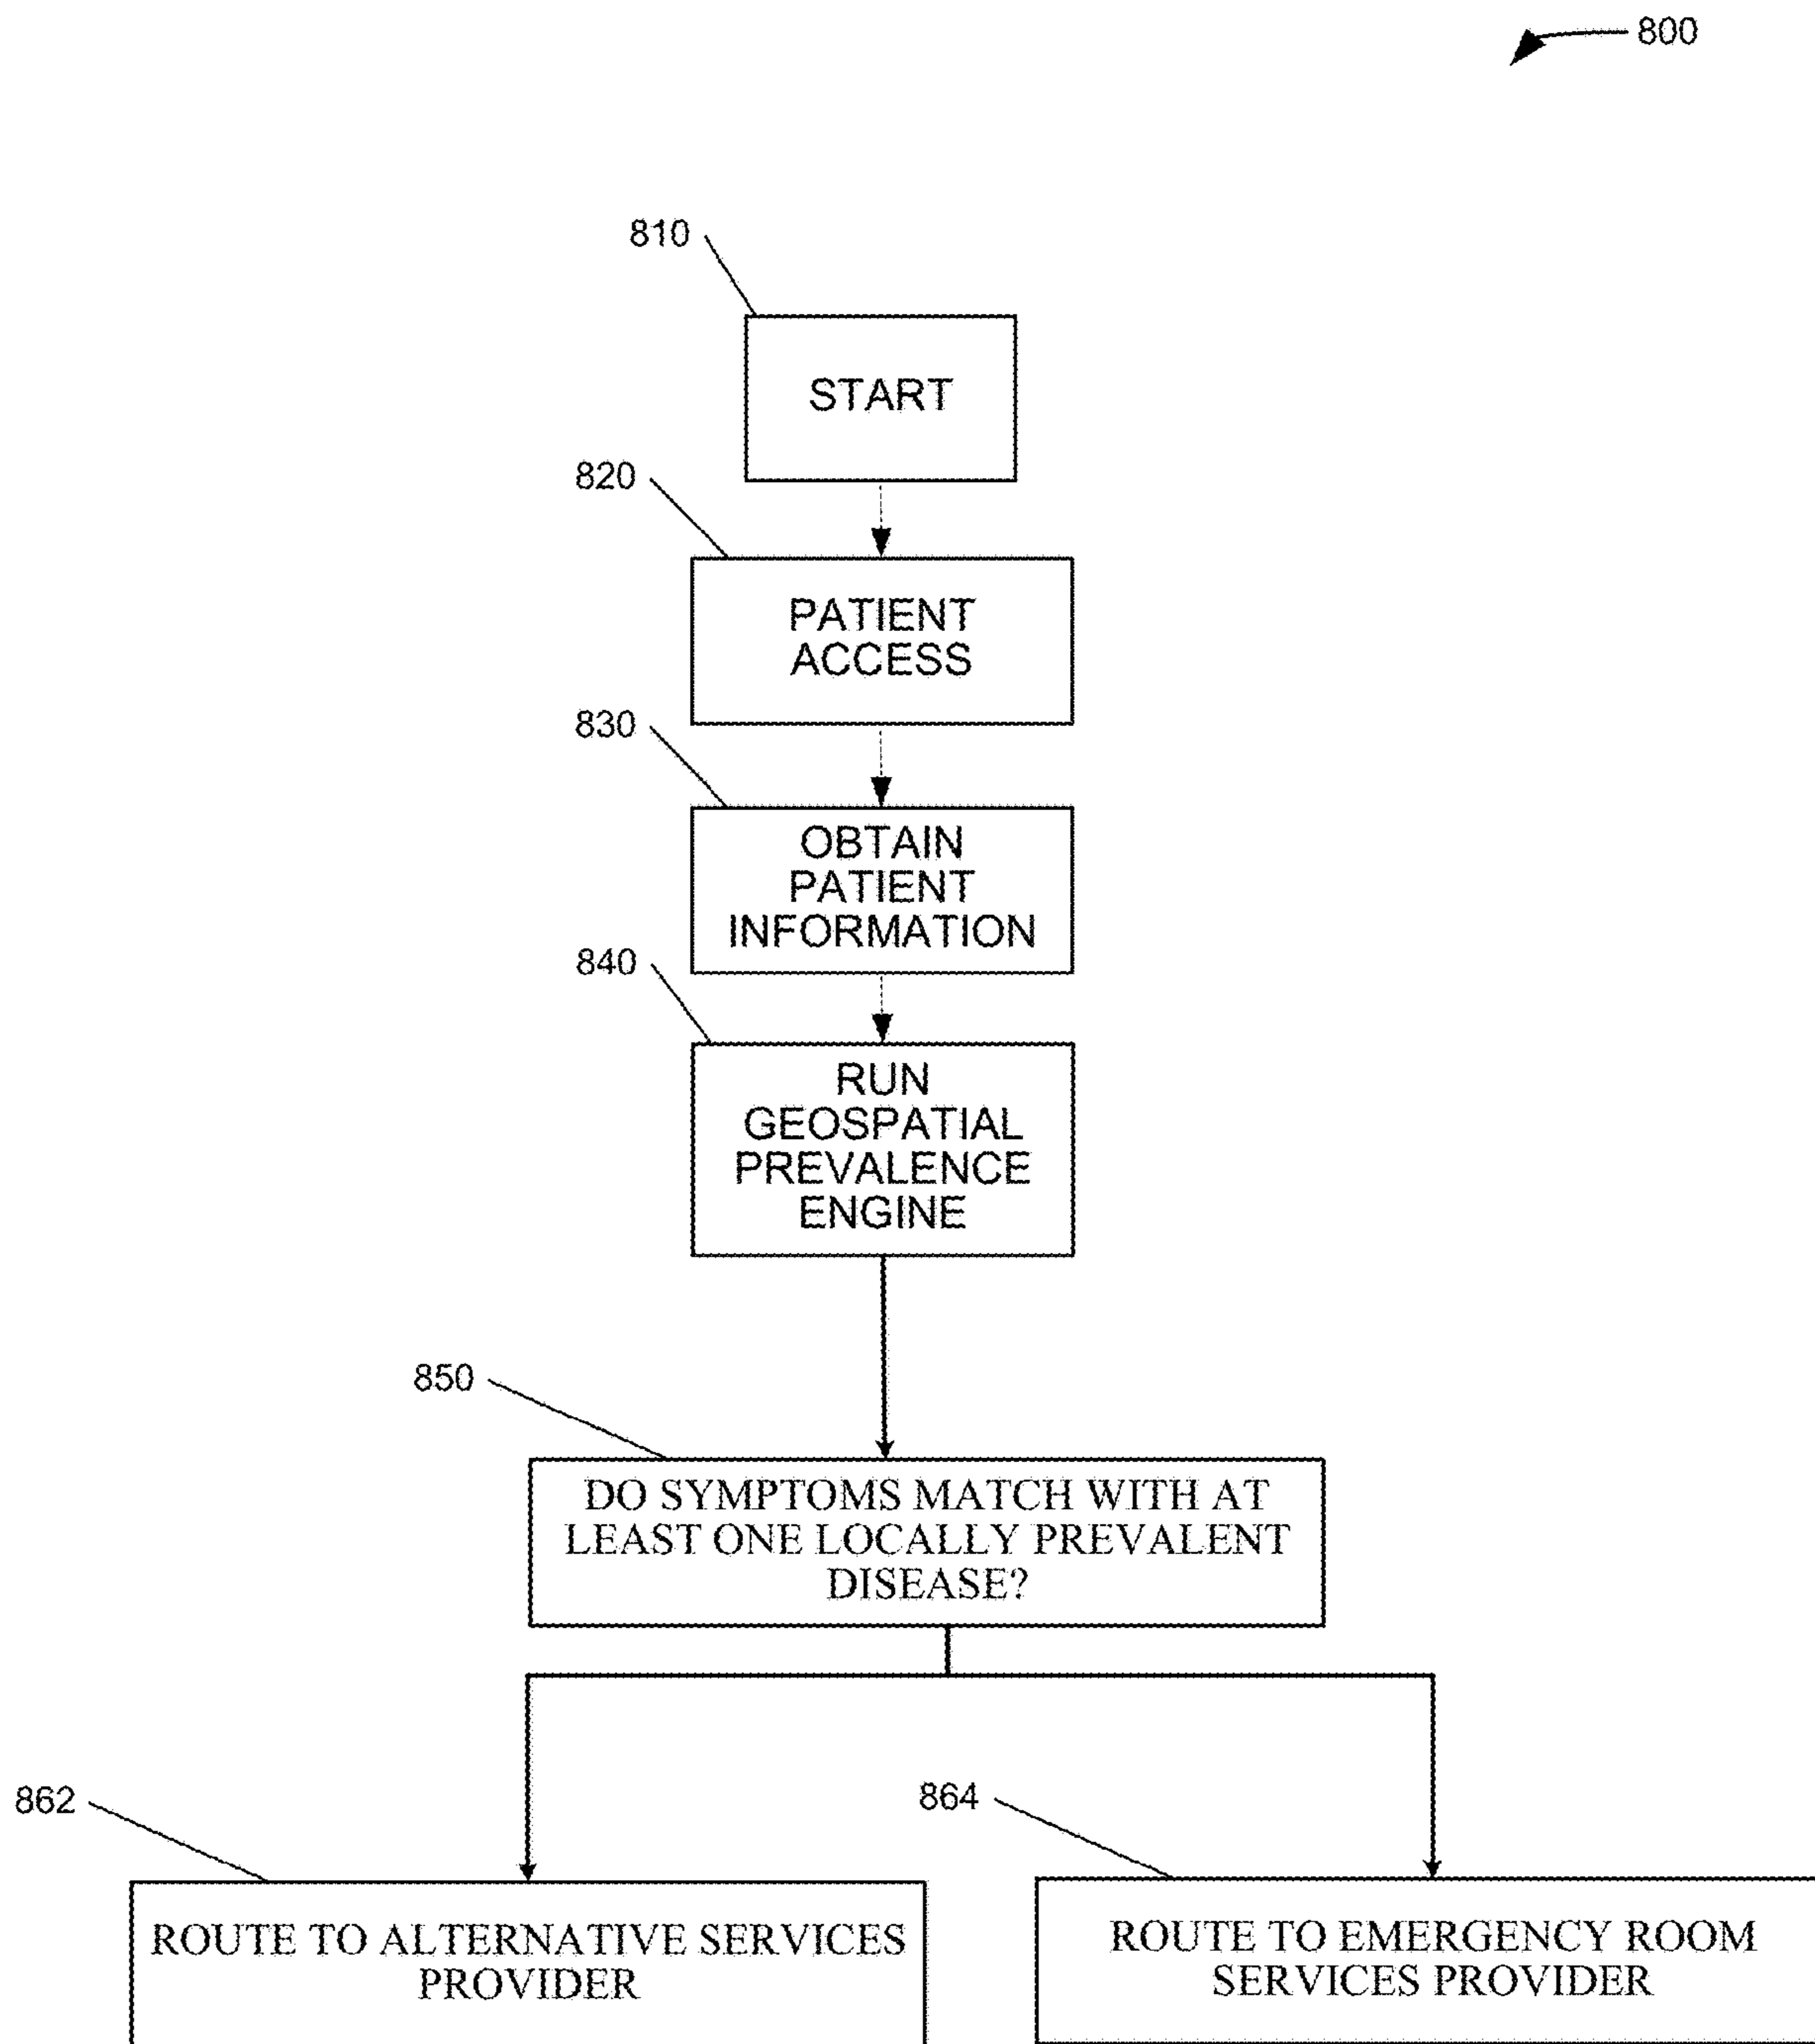 800
810
START
820
PATIENT
ACCESS
830
OBTAIN
PATIENT
INFORMATION
840
RUN
GEOSPATIAL
PREVALENCE
ENGINE
850
DO SYMPTOMS MATCH WITH AT
LEAST ONE LOCALLY PREVALENT
DISEASE?
862
ROUTE TO ALTERNATIVE SERVICES
PROVIDER
864
ROUTE TO EMERGENCY ROOM
SERVICES PROVIDER